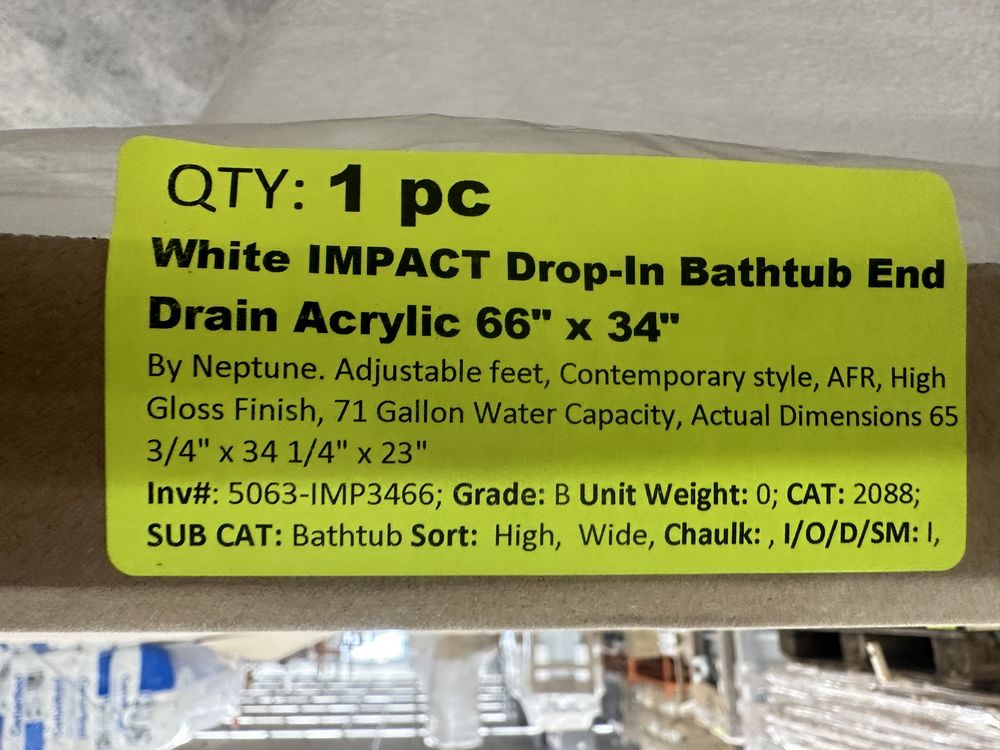 QTY: 1 pc
White IMPACT Drop-In Bathtub End
Drain Acrylic 66" x 34"
By Neptune. Adjustable feet, Contemporary style, AFR, High
Gloss Finish, 71 Gallon Water Capacity, Actual Dimensions 65
3/4" x 34 1/4" x 23"
Inv#: 5063-IMP3466; Grade: B Unit Weight: 0; CAT: 2088;
SUB CAT: Bathtub Sort: High, Wide, Chaulk: , I/O/D/SM: I,